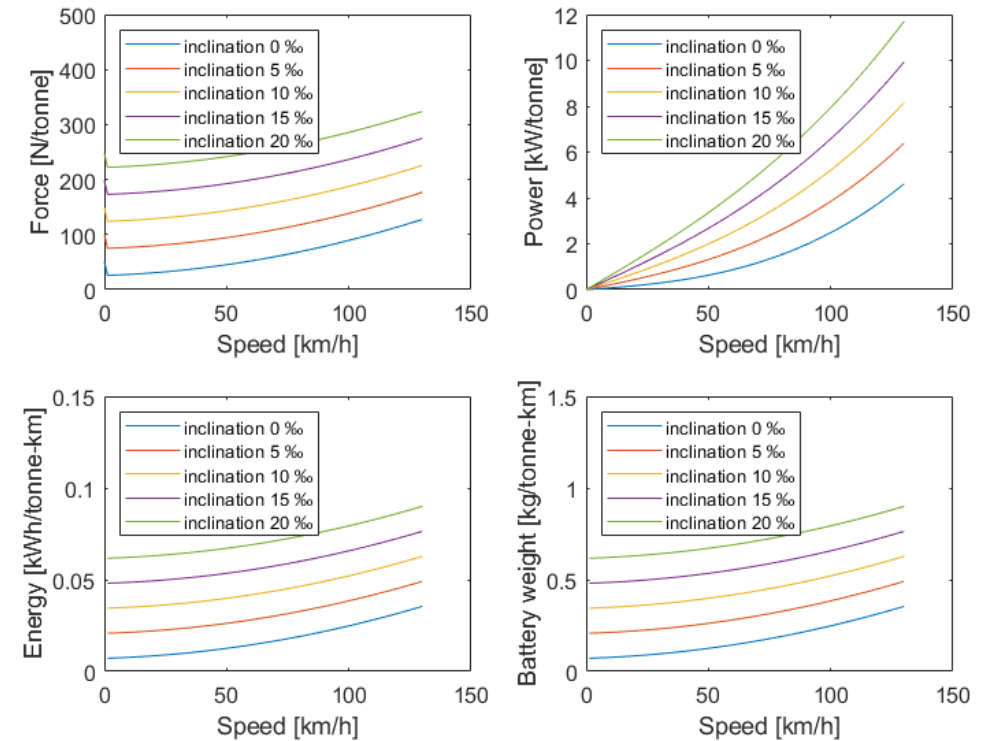 500
400
300
200
100
0
Force [N/tonne]
inclination 0 ‰
inclination 5 ‰
inclination 10 ‰
inclination 15 ‰
inclination 20 ‰
0 50 100 150
Speed [km/h]
12
10
8
6
4
2
0
Power [kW/tonne]
inclination 0 ‰
inclination 5 ‰
inclination 10 ‰
inclination 15 ‰
inclination 20 ‰
0 50 100 150
Speed [km/h]
0.15
0.1
0.05
0
Energy [kWh/tonne-km]
inclination 0 ‰
inclination 5 ‰
inclination 10 ‰
inclination 15 ‰
inclination 20 ‰
0 50 100 150
Speed [km/h]
1.5
1
0.5
0
Battery weight [kg/tonne-km]
inclination 0 ‰
inclination 5 ‰
inclination 10 ‰
inclination 15 ‰
inclination 20 ‰
0 50 100 150
Speed [km/h]